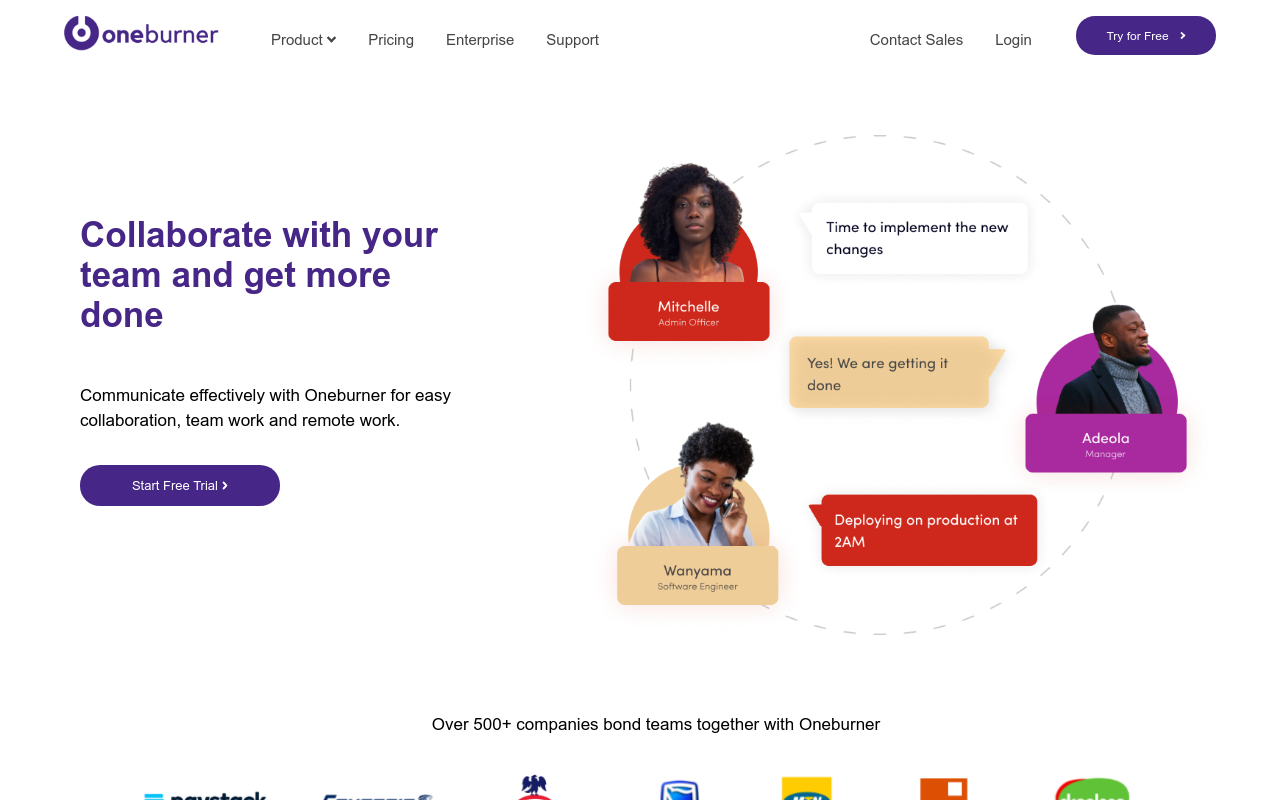 oneburner
Product
Pricing
Enterprise
Support
Contact Sales
Login
Try for Free
Collaborate with your
team and get more
done
Communicate effectively with Oneburner for easy
collaboration, team work and remote work.
Start Free Trial
Mitchelle
Admin Officer
Time to implement the new
changes
Yes! We are getting it
done
Adeola
Manager
Wanyama
Software Engineer
Deploying on production at
2AM
Over 500+ companies bond teams together with Oneburner
paystack
MTN